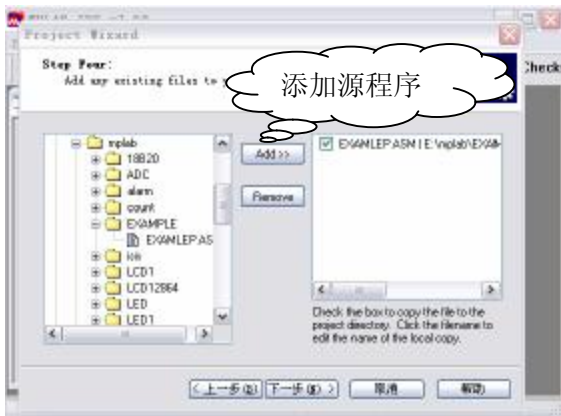 Project Wizard
Step Four:
Add any existing files to y
添加源程序
Check
mplab
18B20
ADC
alarm
count
EXAMPLE
EXAMLEP.AS
LCD1
LCD12864
LED
LED1
Add >>
Remove
EXAMLEP.ASM | E:\mplab\EXAM
Check the box to copy the file to the
project directory. Click the filename to
edit the name of the local copy.
< 上一步(B)
下一步(N) >
取消
帮助